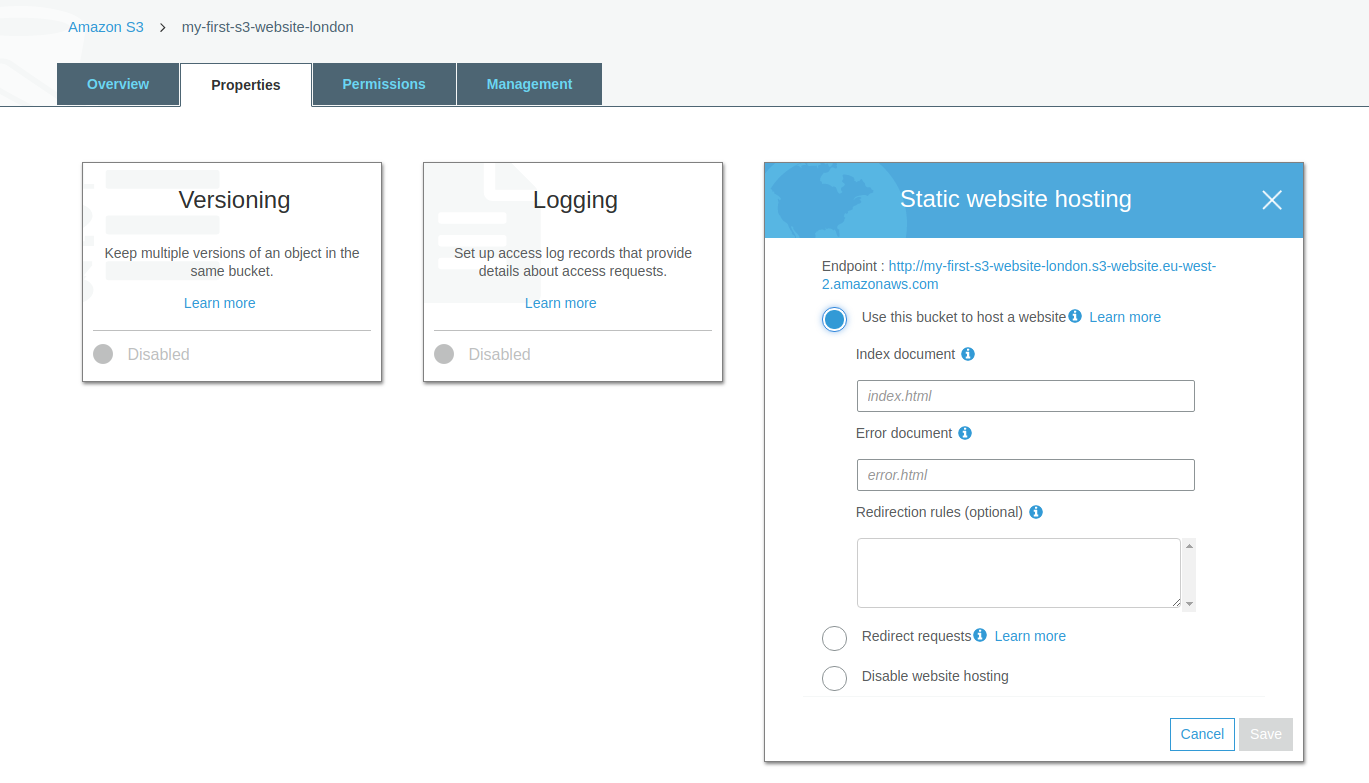 Amazon S3 > my-first-s3-website-london
Overview
Properties
Permissions
Management
Versioning
Keep multiple versions of an object in the
same bucket.
Learn more
Disabled
Logging
Set up access log records that provide
details about access requests.
Learn more
Disabled
Static website hosting
Endpoint : http://my-first-s3-website-london.s3-website.eu-west-
2.amazonaws.com
Use this bucket to host a website Learn more
Index document
index.html
Error document
error.html
Redirection rules (optional)
Redirect requests Learn more
Disable website hosting
Cancel
Save